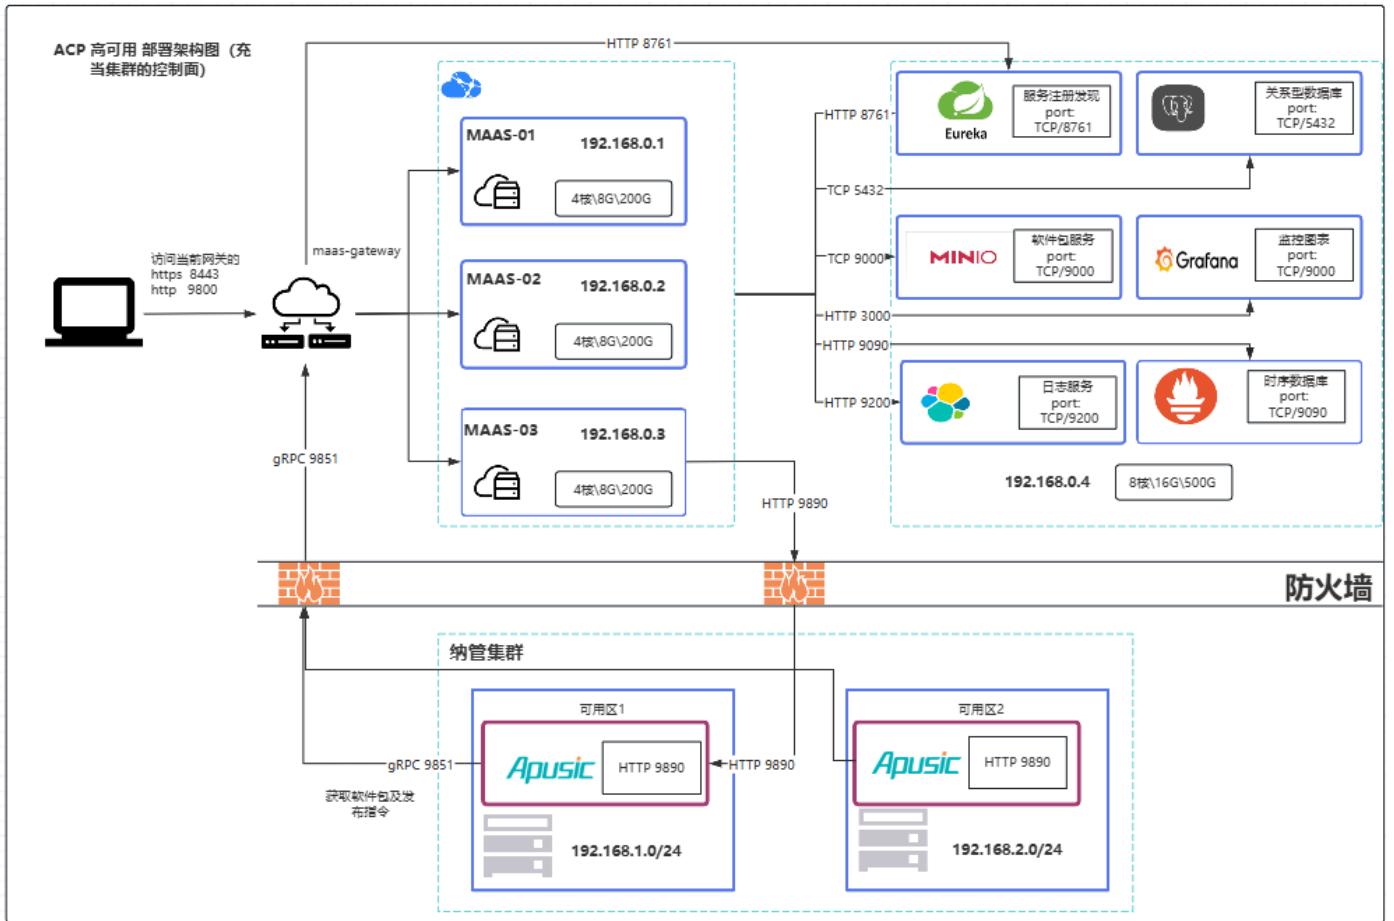 ACP 高可用 部署架构图（充
当集群的控制面)
HTTP 8761
访问当前网关的
https 8443
http 9800
maas-gateway
gRPC 9851
MAAS-01
192.168.0.1
4核\8G\200G
MAAS-02
192.168.0.2
4核\8G\200G
MAAS-03
192.168.0.3
4核\8G\200G
HTTP 9890
HTTP 8761
TCP 5432
TCP 9000
HTTP 3000
HTTP 9090
HTTP 9200
Eureka
服务注册发现
port:
TCP/8761
关系型数据库
port:
TCP/5432
MINIO
软件包服务
port:
TCP/9000
Grafana
监控图表
port:
TCP/9000
日志服务
port:
TCP/9200
时序数据库
port:
TCP/9090
192.168.0.4
8核\16G\500G
防火墙
纳管集群
可用区1
Apusic
HTTP 9890
192.168.1.0/24
gRPC 9851
获取软件包及发
布指令
HTTP 9890
可用区2
Apusic
HTTP 9890
192.168.2.0/24